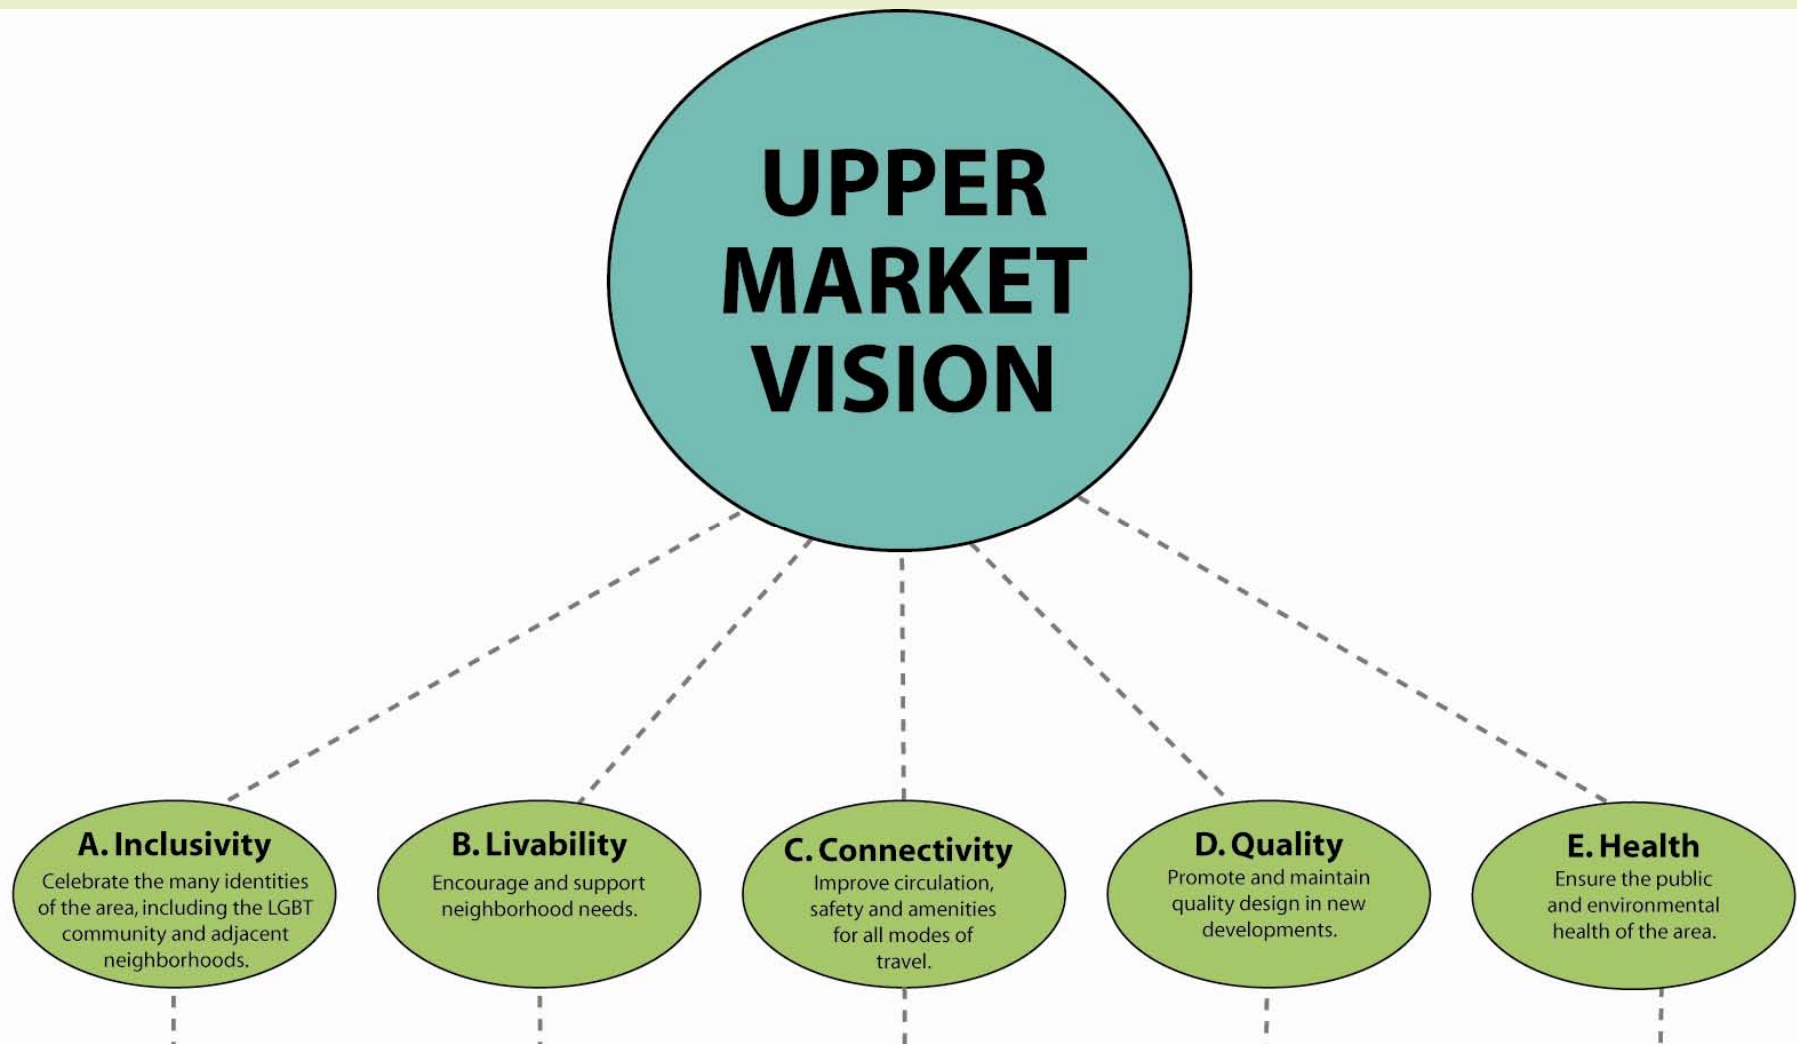 UPPER
MARKET
VISION
A. Inclusivity
Celebrate the many identities
of the area, including the LGBT
community and adjacent
neighborhoods.
B. Livability
Encourage and support
neighborhood needs.
C. Connectivity
Improve circulation,
safety and amenities
for all modes of
travel.
D. Quality
Promote and maintain
quality design in new
developments.
E. Health
Ensure the public
and environmental
health of the area.